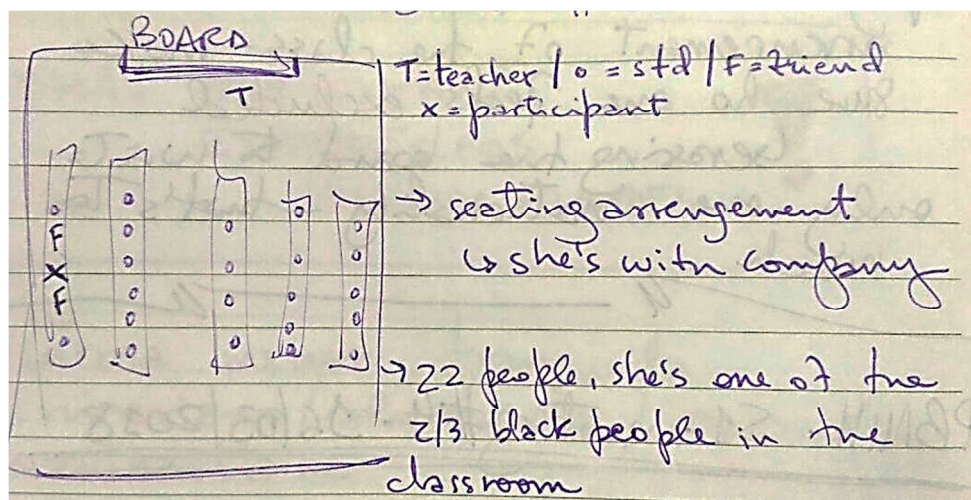 BOARD
T
T=teacher / o = std / F = friend
x = participant
F
X
F
→ seating arrengement
↳ she's with company
→ 22 people, she's one of the
2/3 black people in the
classroom